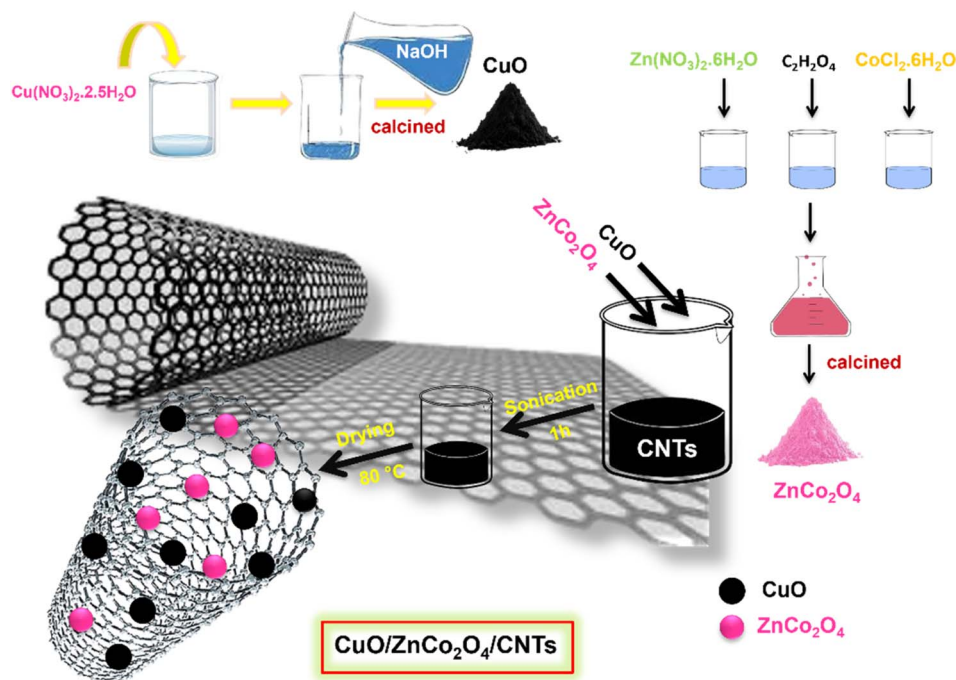 Cu(NO₃)₂.2.5H₂O
NaOH
calcined
CuO
Zn(NO₃)₂.6H₂O
C₂H₂O₄
CoCl₂.6H₂O
calcined
ZnCo₂O₄
ZnCo₂O₄
CuO
CNTs
Sonication
1h
Drying
80 °C
CuO
ZnCo₂O₄
CuO/ZnCo₂O₄/CNTs